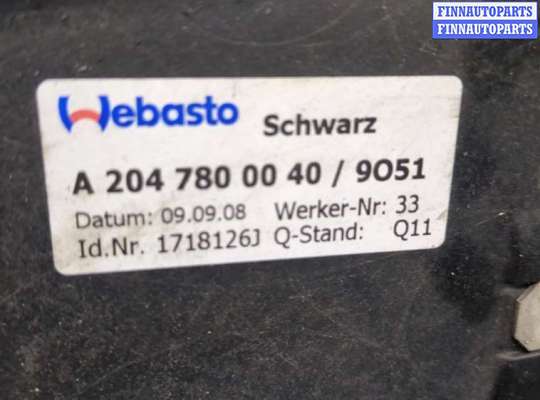 FINNAUTOPARTS
FINNAUTOPARTS
Webasto Schwarz
A 204 780 00 40 / 9O51
Datum: 09.09.08 Werker-Nr: 33
Id.Nr. 1718126J Q-Stand: Q11